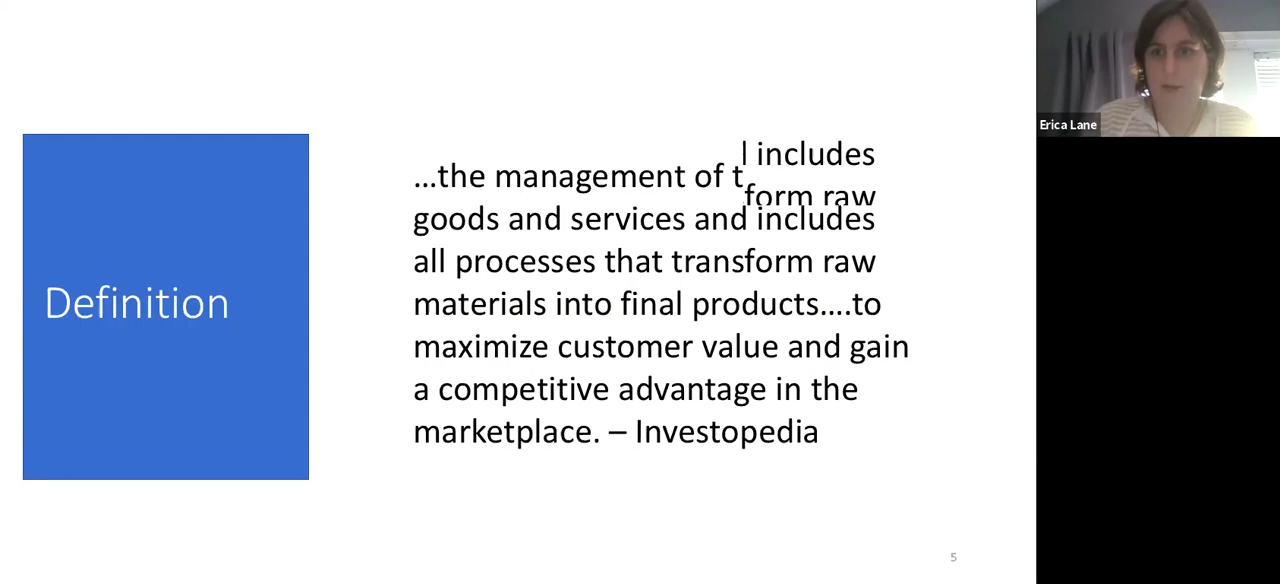 Definition
...the management of t
l includes
form raw
goods and services and includes
all processes that transform raw
materials into final products....to
maximize customer value and gain
a competitive advantage in the
marketplace. – Investopedia
5
Erica Lane